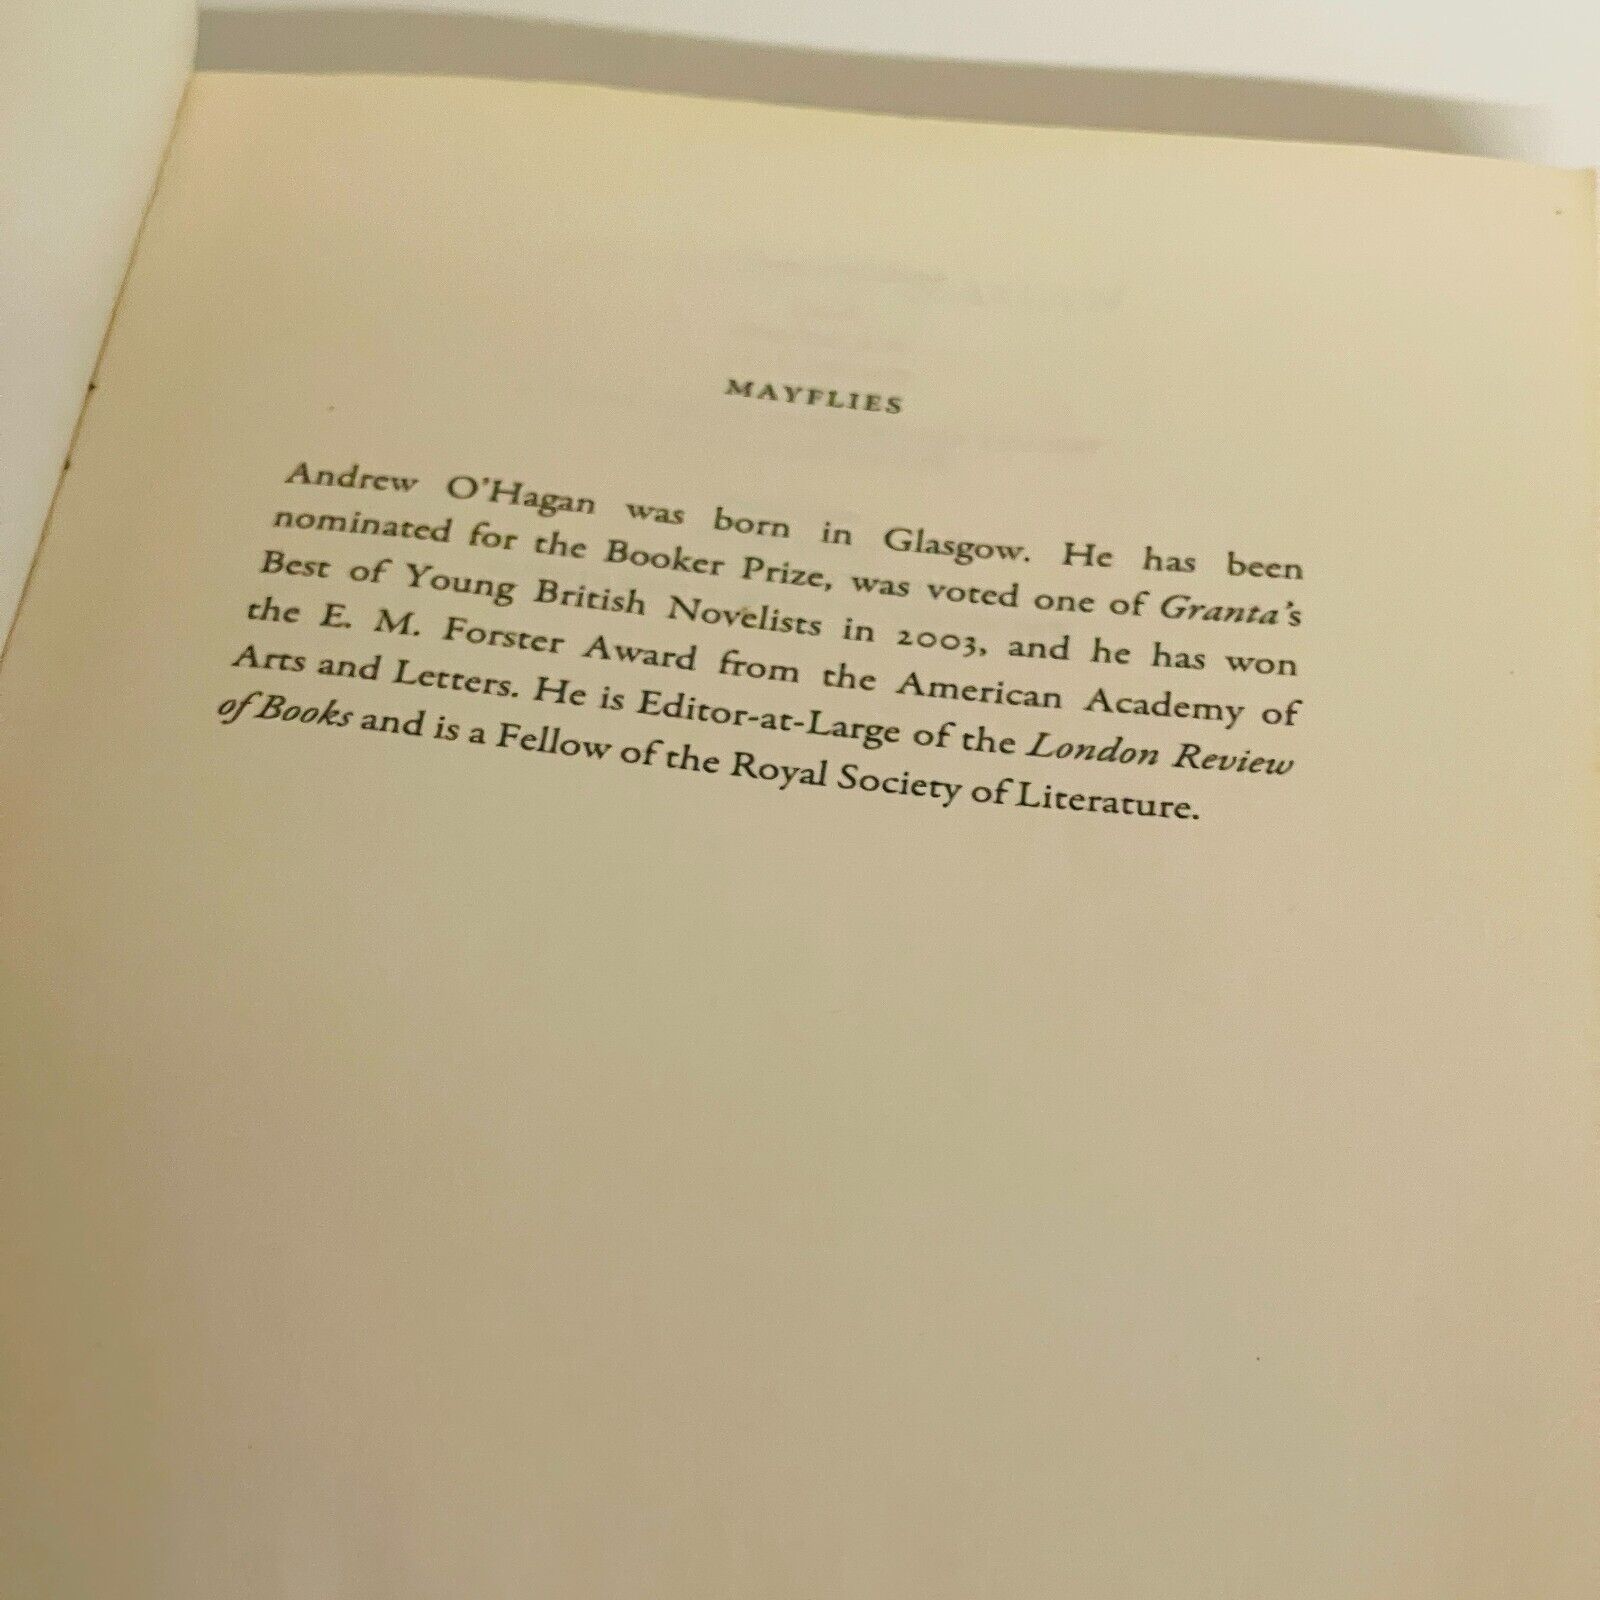 MAYFLIES
Andrew O'Hagan was born in Glasgow. He has been
nominated for the Booker Prize, was voted one of Granta's
Best of Young British Novelists in 2003, and he has won
the E. M. Forster Award from the American Academy of
Arts and Letters. He is Editor-at-Large of the London Review
of Books and is a Fellow of the Royal Society of Literature.